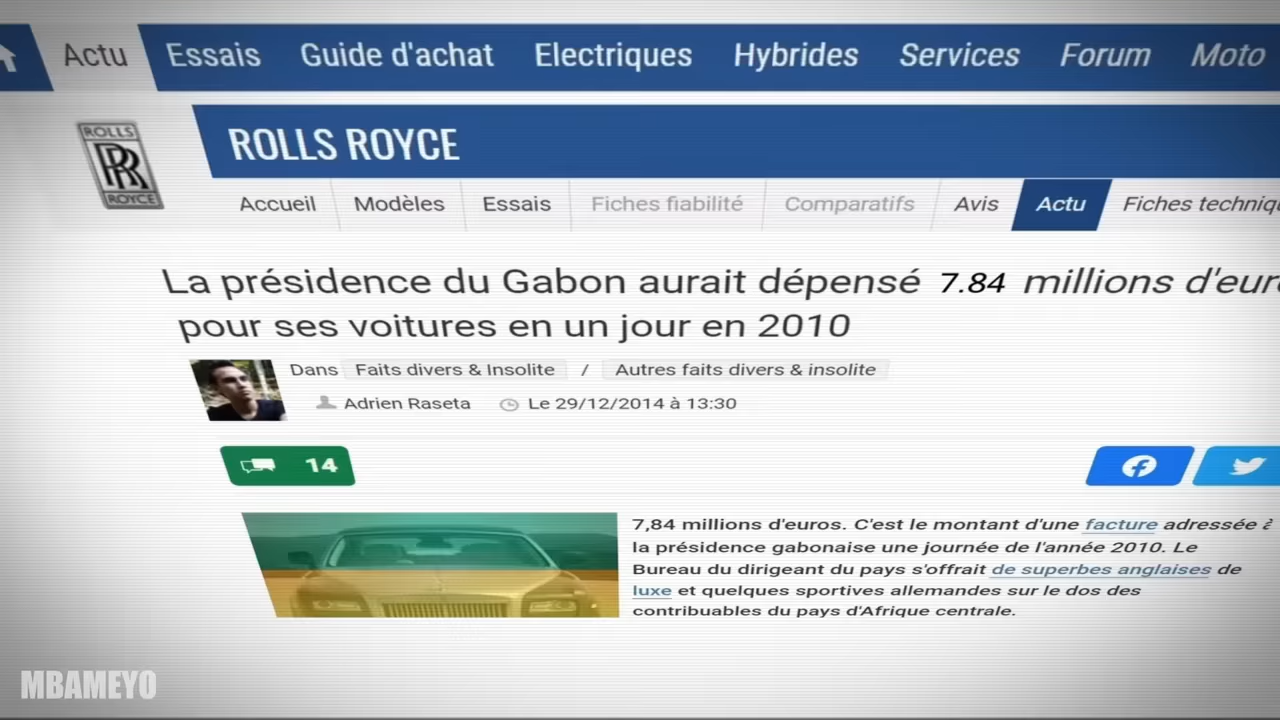 Actu Essais Guide d'achat Electriques Hybrides Services Forum Moto
ROLLS
RR
ROYCE
ROLLS ROYCE
Accueil Modèles Essais Fiches fiabilité Comparatifs Avis Actu Fiches techniq
La présidence du Gabon aurait dépensé 7.84 millions d'eur
pour ses voitures en un jour en 2010
Dans Faits divers & Insolite / Autres faits divers & insolite
Adrien Raseta Le 29/12/2014 à 13:30
14
7,84 millions d'euros. C'est le montant d'une facture adressée à
la présidence gabonaise une journée de l'année 2010. Le
Bureau du dirigeant du pays s'offrait de superbes anglaises de
luxe et quelques sportives allemandes sur le dos des
contribuables du pays d'Afrique centrale.
MBAMEYO